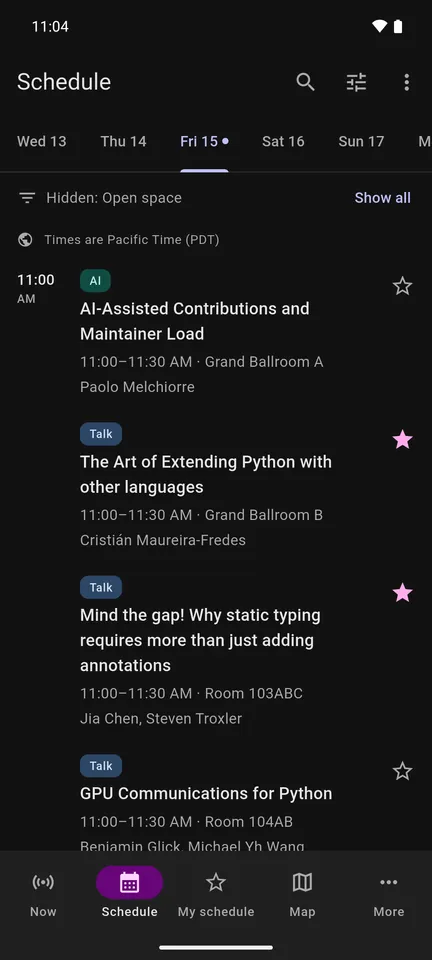 11:04
Schedule
Wed 13 Thu 14 Fri 15 Sat 16 Sun 17 M
Hidden: Open space Show all
Times are Pacific Time (PDT)
11:00
AM
AI
AI-Assisted Contributions and
Maintainer Load
11:00–11:30 AM · Grand Ballroom A
Paolo Melchiorre
Talk
The Art of Extending Python with
other languages
11:00–11:30 AM · Grand Ballroom B
Cristián Maureira-Fredes
Talk
Mind the gap! Why static typing
requires more than just adding
annotations
11:00–11:30 AM · Room 103ABC
Jia Chen, Steven Troxler
Talk
GPU Communications for Python
11:00–11:30 AM · Room 104AB
Benjamin Glick, Michael Yh Wang
Now Schedule My schedule Map More